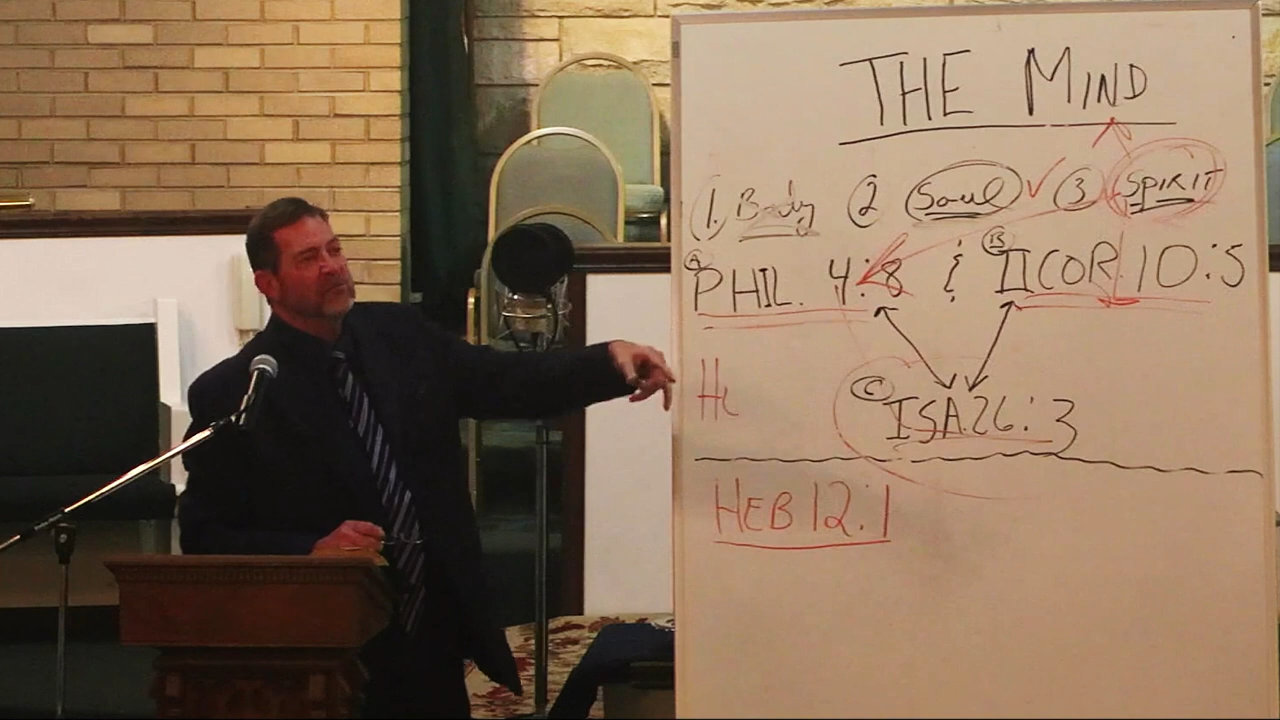 THE MIND
1. Body 2 Soul 3 SPIRIT
A PHIL. 4:8 & B II COR 10:5
He
C ISA. 26:3
HEB 12:1